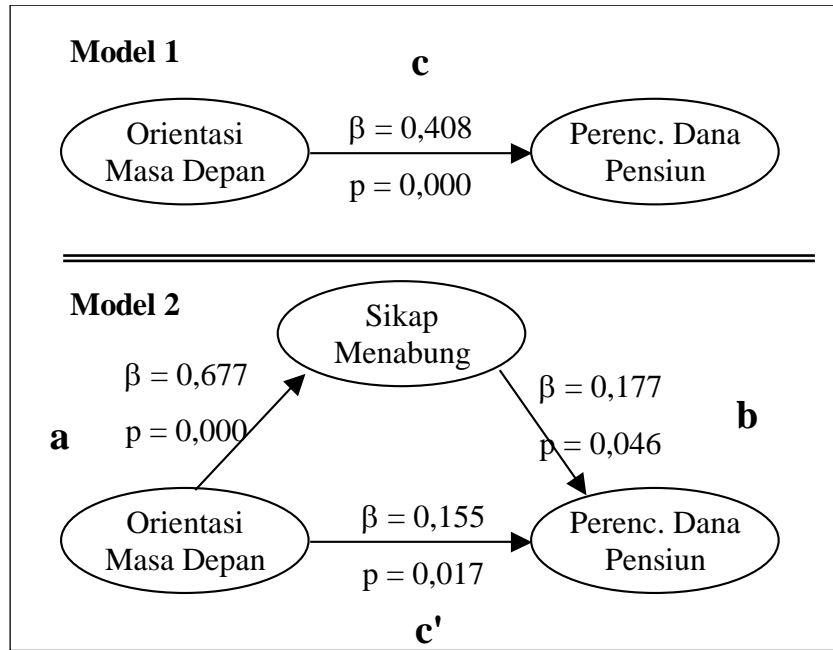 Model 1
c
Orientasi
Masa Depan
β = 0,408
p = 0,000
Perenc. Dana
Pensiun
Model 2
Sikap
Menabung
β = 0,677
p = 0,000
a
β = 0,177
p = 0,046
b
Orientasi
Masa Depan
β = 0,155
p = 0,017
Perenc. Dana
Pensiun
c'